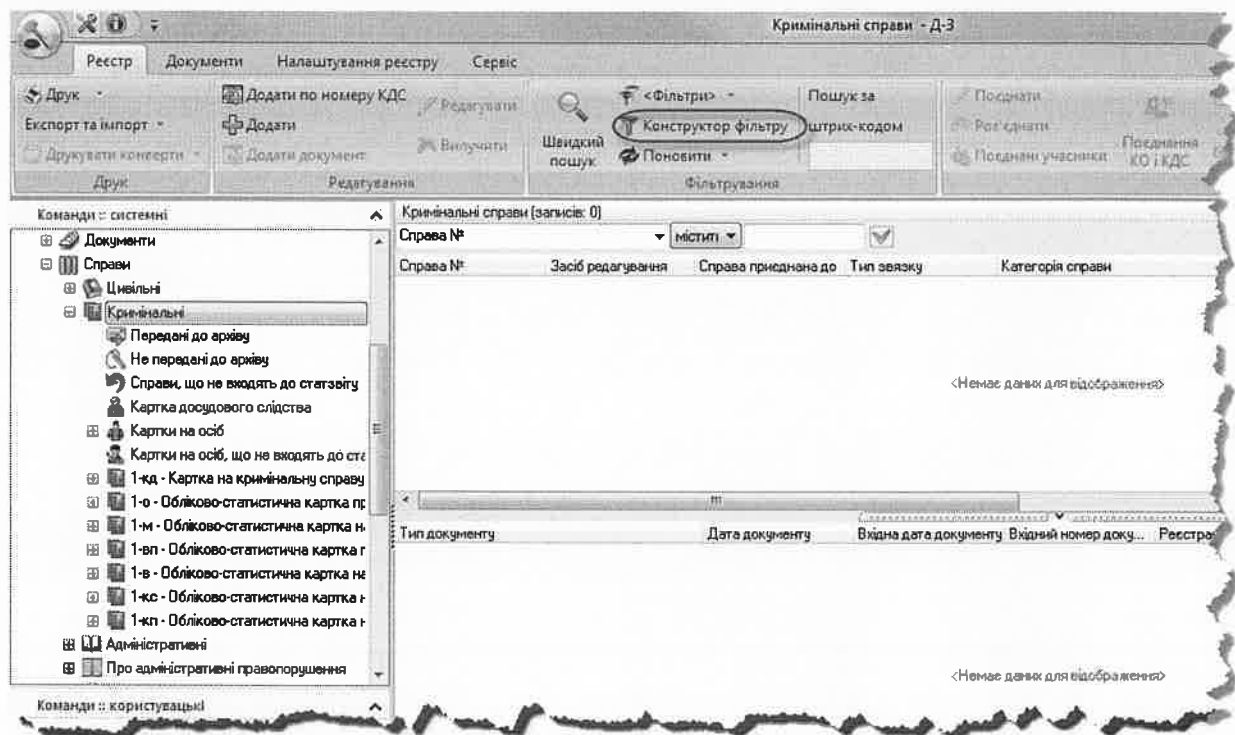 Кримінальні справи - Д-3
Реєстр Документи Налаштування реєстру Сервіс
Друк
Експорт та імпорт
Друкувати конверти
Друк
Додати по номеру КДС
Додати
Додати документ
Редагувати
Вилучити
Редагування
Швидкий
пошук
<Фільтри>
Конструктор фільтру
Поновити
Пошук за
штрих-кодом
Фільтрування
Поєднати
Роз'єднати
Поєднані учасники
Поєднання
КО і КДС
Команди :: системні
Документи
Справи
Цивільні
Кримінальні
Передані до архіву
Не передані до архіву
Справи, що не входять до статзвіту
Картка досудового слідства
Картки на осіб
Картки на осіб, що не входять до ста
1-кд - Картка на кримінальну справу
1-о - Обліково-статистична картка пр
1-м - Обліково-статистична картка на
1-вп - Обліково-статистична картка г
1-в - Обліково-статистична картка на
1-кс - Обліково-статистична картка н
1-кп - Обліково-статистична картка н
Адміністративні
Про адміністративні правопорушення
Команди :: користувацькі
Кримінальні справи [записів: 0]
Справа № містить
Справа № Засіб редагування Справа приєднана до Тип звязку Категорія справи
<Немає даних для відображення>
Тип документу Дата документу Вхідна дата документу Вхідний номер доку... Реєстра
<Немає даних для відображення>